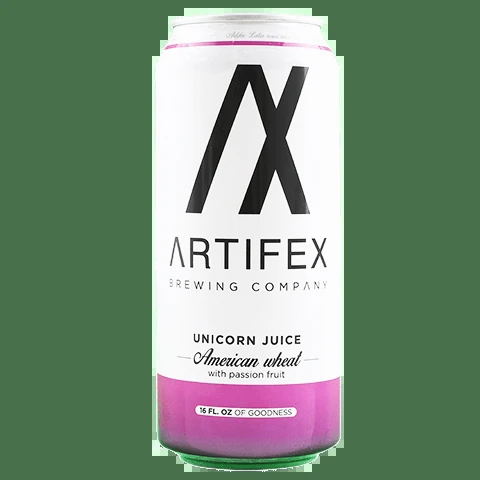 ARTIFEX
BREWING COMPANY
UNICORN JUICE
American wheat
with passion fruit
16 FL. OZ OF GOODNESS